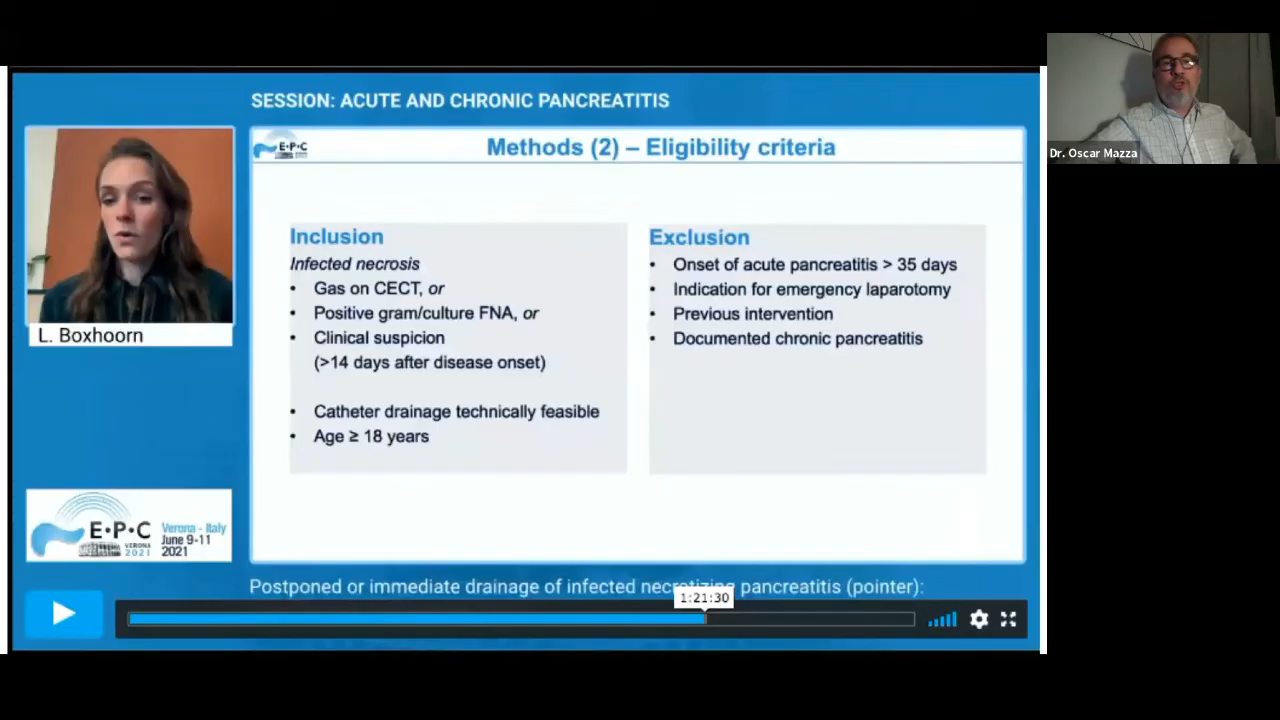 SESSION: ACUTE AND CHRONIC PANCREATITIS
E·P·C
Methods (2) – Eligibility criteria
Inclusion
Infected necrosis
• Gas on CECT, or
• Positive gram/culture FNA, or
• Clinical suspicion
(>14 days after disease onset)
• Catheter drainage technically feasible
• Age ≥ 18 years
Exclusion
• Onset of acute pancreatitis > 35 days
• Indication for emergency laparotomy
• Previous intervention
• Documented chronic pancreatitis
L. Boxhoorn
E·P·C
VERONA
2021
Verona - Italy
June 9-11
2021
Postponed or immediate drainage of infected necrotizing pancreatitis (pointer):
1:21:30
Dr. Oscar Mazza